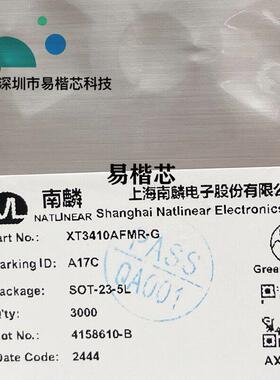 深圳市易楷芯科技
易楷芯
南麟
上海南麟电子股份有限公
NATLINEAR Shanghai Natlinear Electronics
art No.: XT3410AFMR-G
arking ID: A17C
ackage: SOT-23-5L
'ty: 3000
ot No: 4158610-B
Date Code: 2444
PASS
QA001
Gree
AX